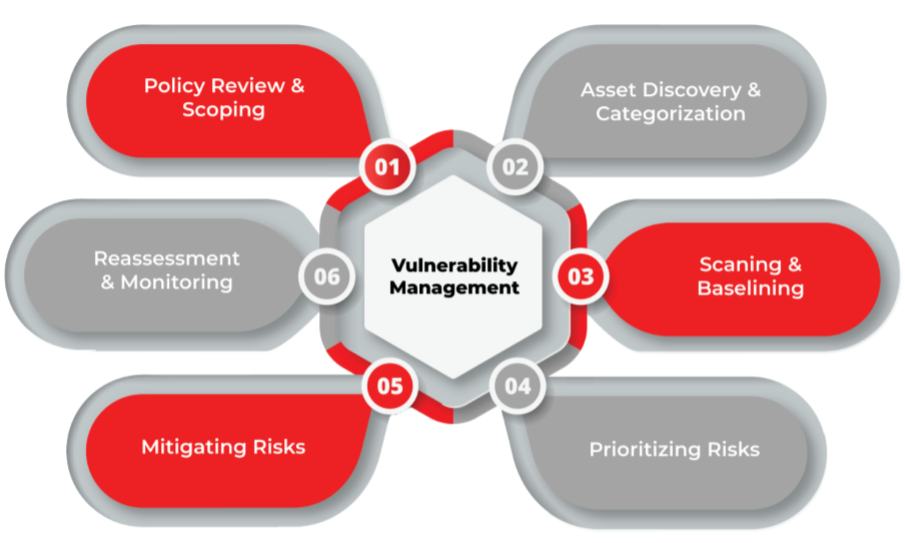 Policy Review &
Scoping
01
Asset Discovery &
Categorization
02
Scaning &
Baselining
03
Prioritizing Risks
04
Mitigating Risks
05
Reassessment
& Monitoring
06
Vulnerability
Management